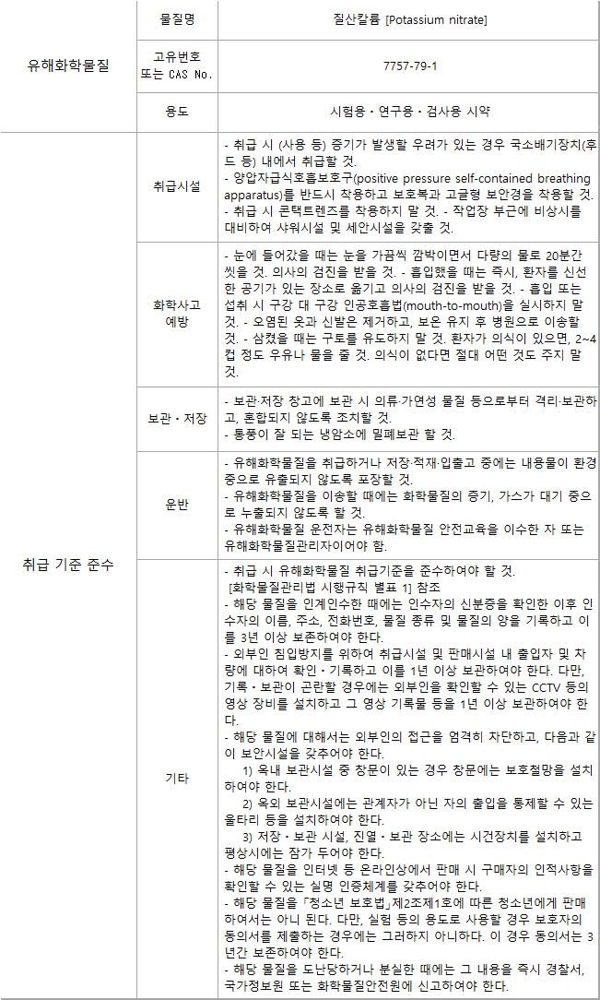 유해화학물질
물질명
질산칼륨 [Potassium nitrate]
고유번호
또는 CAS No.
7757-79-1
용도
시험용・연구용・검사용 시약
취급 기준 준수
취급시설
- 취급 시 (사용 등) 증기가 발생할 우려가 있는 경우 국소배기장치(후
드 등) 내에서 취급할 것.
- 양압자급식호흡보호구(positive pressure self-contained breathing
apparatus)를 반드시 착용하고 보호복과 고글형 보안경을 착용할 것.
- 취급 시 콘택트렌즈를 착용하지 말 것. - 작업장 부근에 비상시를
대비하여 샤워시설 및 세안시설을 갖출 것.
화학사고
예방
- 눈에 들어갔을 때는 눈을 가끔씩 깜박이면서 다량의 물로 20분간
씻을 것. 의사의 검진을 받을 것. - 흡입했을 때는 즉시, 환자를 신선
한 공기가 있는 장소로 옮기고 의사의 검진을 받을 것. - 흡입 또는
섭취 시 구강 대 구강 인공호흡법(mouth-to-mouth)을 실시하지 말
것. - 오염된 옷과 신발은 제거하고, 보온 유지 후 병원으로 이송할
것. - 삼켰을 때는 구토를 유도하지 말 것. 환자가 의식이 있으면, 2~4
컵 정도 우유나 물을 줄 것. 의식이 없다면 절대 어떤 것도 주지 말
것.
보관・저장
- 보관·저장 창고에 보관 시 의류·가연성 물질 등으로부터 격리·보관하
고, 혼합되지 않도록 조치할 것.
- 통풍이 잘 되는 냉암소에 밀폐보관 할 것.
운반
- 유해화학물질을 취급하거나 저장·적재·입출고 중에는 내용물이 환경
중으로 유출되지 않도록 포장할 것.
- 유해화학물질을 이송할 때에는 화학물질의 증기, 가스가 대기 중으
로 누출되지 않도록 할 것.
- 유해화학물질 운전자는 유해화학물질 안전교육을 이수한 자 또는
유해화학물질관리자이어야 함.
기타
- 취급 시 유해화학물질 취급기준을 준수하여야 할 것.
[화학물질관리법 시행규칙 별표 1] 참조
- 해당 물질을 인계인수한 때에는 인수자의 신분증을 확인한 이후 인
수자의 이름, 주소, 전화번호, 물질 종류 및 물질의 양을 기록하고 이
를 3년 이상 보존하여야 한다.
- 외부인 침입방지를 위하여 취급시설 및 판매시설 내 출입자 및 차
량에 대하여 확인・기록하고 이를 1년 이상 보관하여야 한다. 다만,
기록・보관이 곤란할 경우에는 외부인을 확인할 수 있는 CCTV 등의
영상 장비를 설치하고 그 영상 기록물 등을 1년 이상 보관하여야 한
다.
- 해당 물질에 대해서는 외부인의 접근을 엄격히 차단하고, 다음과 같
이 보안시설을 갖추어야 한다.
1) 옥내 보관시설 중 창문이 있는 경우 창문에는 보호철망을 설치
하여야 한다.
2) 옥외 보관시설에는 관계자가 아닌 자의 출입을 통제할 수 있는
울타리 등을 설치하여야 한다.
3) 저장・보관 시설, 진열・보관 장소에는 시건장치를 설치하고
평상시에는 잠가 두어야 한다.
- 해당 물질을 인터넷 등 온라인상에서 판매 시 구매자의 인적사항을
확인할 수 있는 실명 인증체계를 갖추어야 한다.
- 해당 물질을 「청소년 보호법」제2조제1호에 따른 청소년에게 판매
하여서는 아니 된다. 다만, 실험 등의 용도로 사용할 경우 보호자의
동의서를 제출하는 경우에는 그러하지 아니하다. 이 경우 동의서는 3
년간 보존하여야 한다.
- 해당 물질을 도난당하거나 분실한 때에는 그 내용을 즉시 경찰서,
국가정보원 또는 화학물질안전원에 신고하여야 한다.